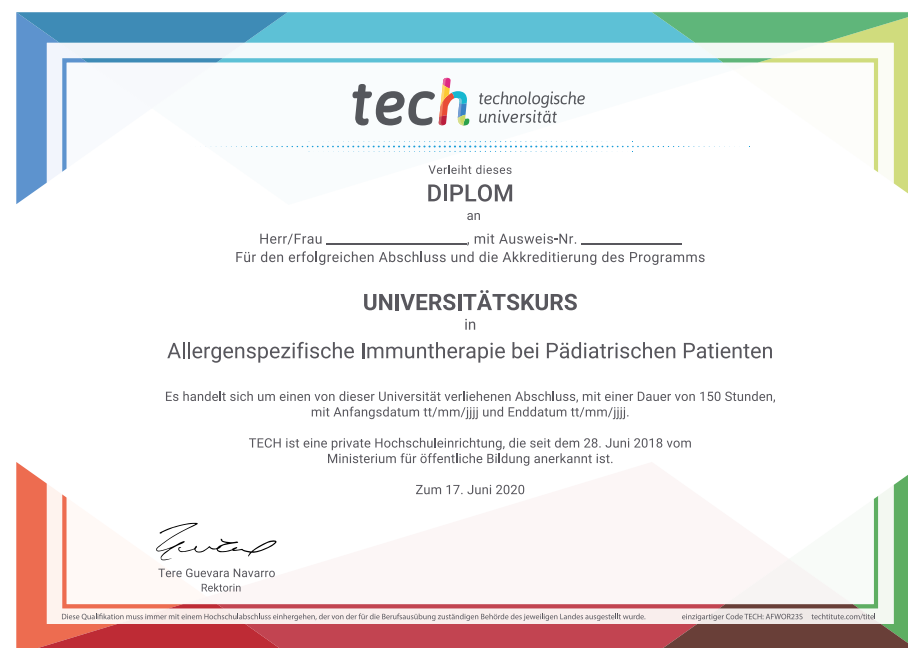 tech technologische
universität
Verleiht dieses
DIPLOM
an
Herr/Frau ____________________, mit Ausweis-Nr. ______________
Für den erfolgreichen Abschluss und die Akkreditierung des Programms
UNIVERSITÄTSKURS
in
Allergenspezifische Immuntherapie bei Pädiatrischen Patienten
Es handelt sich um einen von dieser Universität verliehenen Abschluss, mit einer Dauer von 150 Stunden,
mit Anfangsdatum tt/mm/jjjj und Enddatum tt/mm/jjjj.
TECH ist eine private Hochschuleinrichtung, die seit dem 28. Juni 2018 vom
Ministerium für öffentliche Bildung anerkannt ist.
Zum 17. Juni 2020
Tere Guevara Navarro
Rektorin
Diese Qualifikation muss immer mit einem Hochschulabschluss einhergehen, der von der für die Berufsausübung zuständigen Behörde des jeweiligen Landes ausgestellt wurde. einzigartiger Code TECH: AFWOR235 techtitute.com/titel